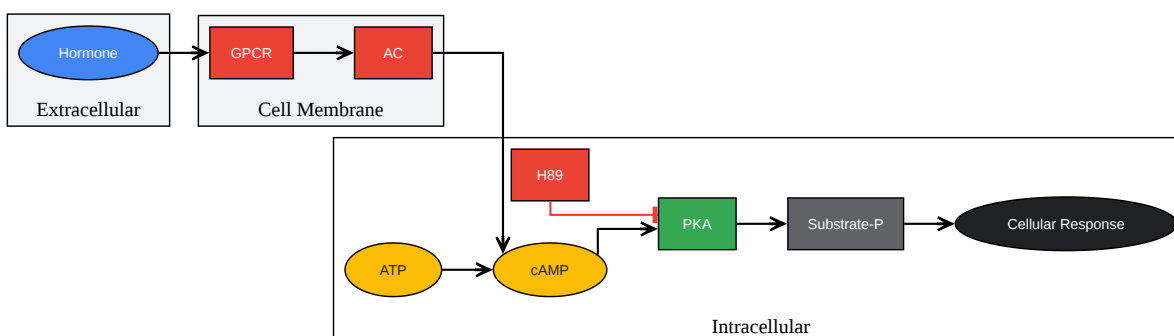 Hormone
GPCR
AC
Extracellular
Cell Membrane
H89
PKA
Substrate-P
Cellular Response
ATP
cAMP
Intracellular